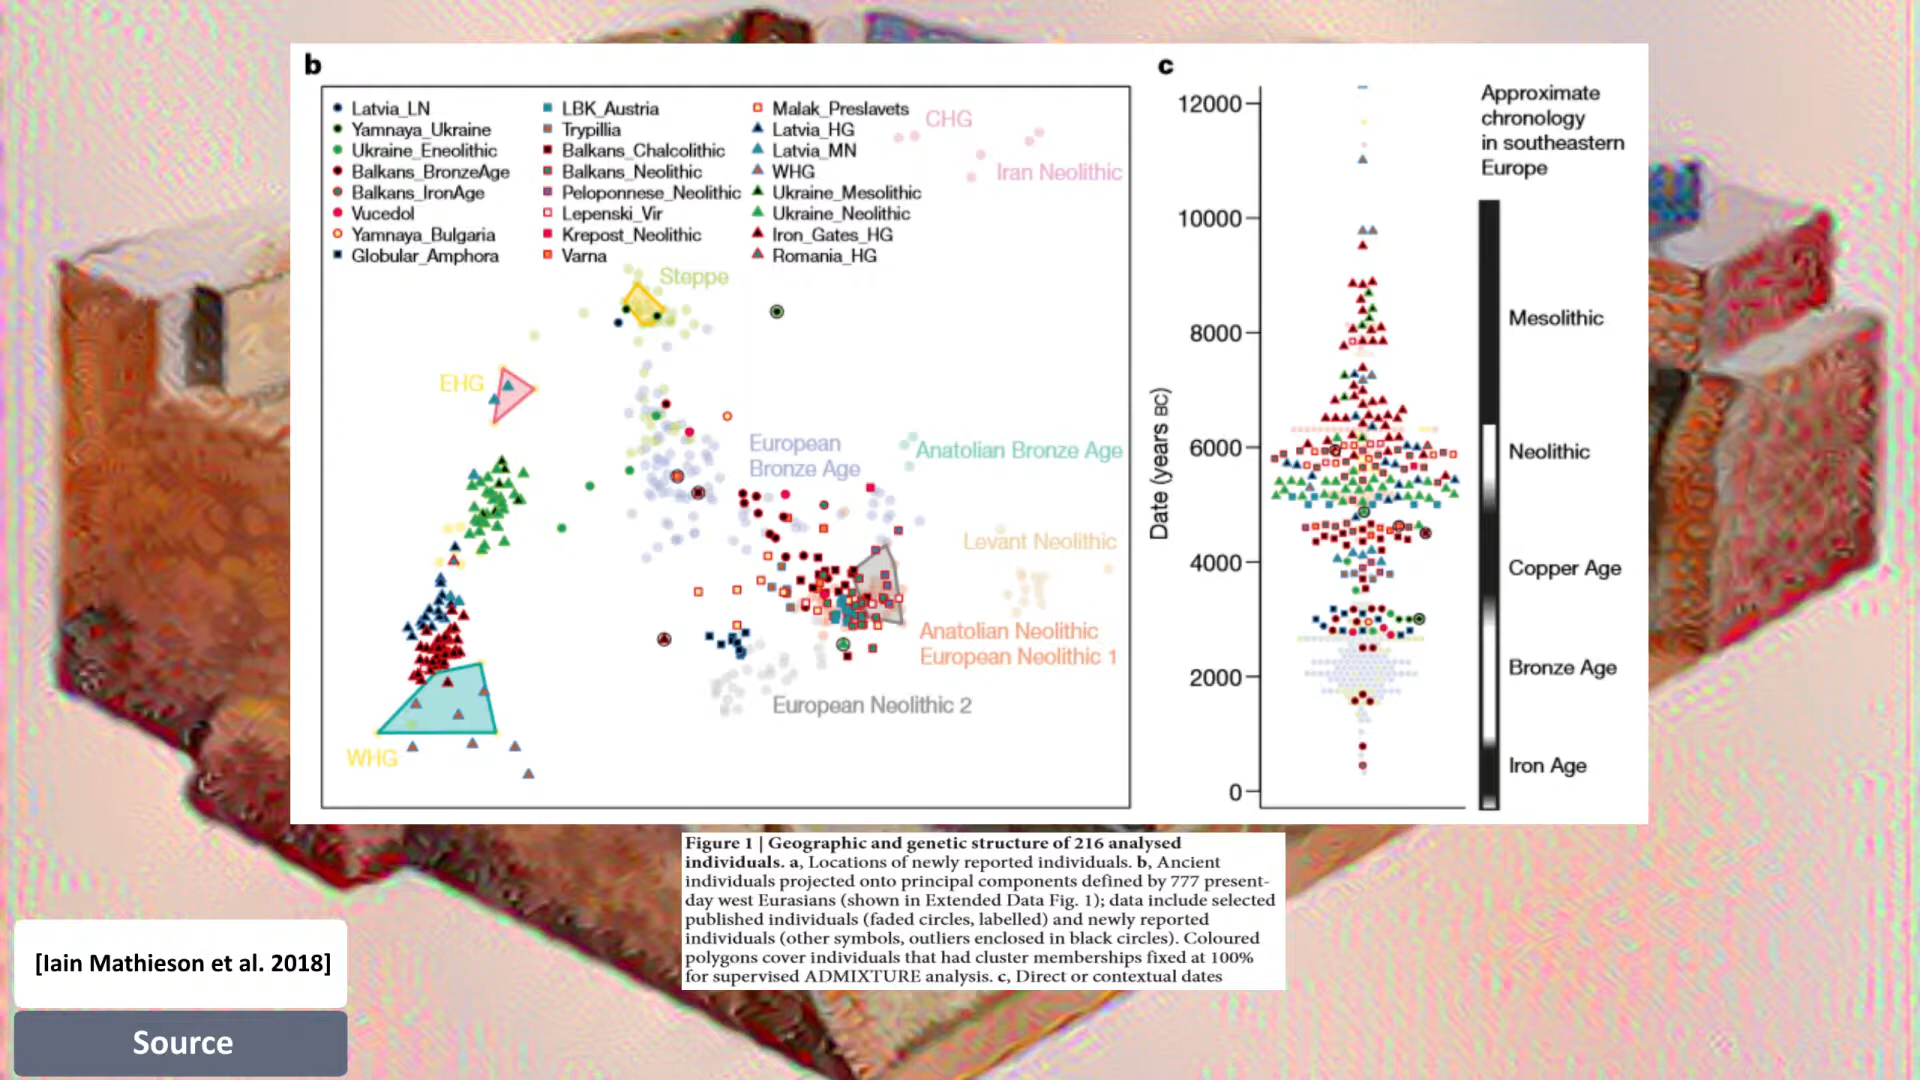 b
Latvia_LN
Yamnaya_Ukraine
Ukraine_Eneolithic
Balkans_BronzeAge
Balkans_IronAge
Vucedol
Yamnaya_Bulgaria
Globular_Amphora
LBK_Austria
Trypillia
Balkans_Chalcolithic
Balkans_Neolithic
Peloponnese_Neolithic
Lepenski_Vir
Krepost_Neolithic
Varna
Malak_Preslavets
Latvia_HG
Latvia_MN
WHG
Ukraine_Mesolithic
Ukraine_Neolithic
Iron_Gates_HG
Romania_HG
CHG
Iran Neolithic
Steppe
EHG
European
Bronze Age
Anatolian Bronze Age
Levant Neolithic
Anatolian Neolithic
European Neolithic 1
European Neolithic 2
WHG
c
Date (years BC)
12000
10000
8000
6000
4000
2000
0
Approximate
chronology
in southeastern
Europe
Mesolithic
Neolithic
Copper Age
Bronze Age
Iron Age
Figure 1 | Geographic and genetic structure of 216 analysed
individuals. a, Locations of newly reported individuals. b, Ancient
individuals projected onto principal components defined by 777 present-
day west Eurasians (shown in Extended Data Fig. 1); data include selected
published individuals (faded circles, labelled) and newly reported
individuals (other symbols, outliers enclosed in black circles). Coloured
polygons cover individuals that had cluster memberships fixed at 100%
for supervised ADMIXTURE analysis. c, Direct or contextual dates
[Iain Mathieson et al. 2018]
Source